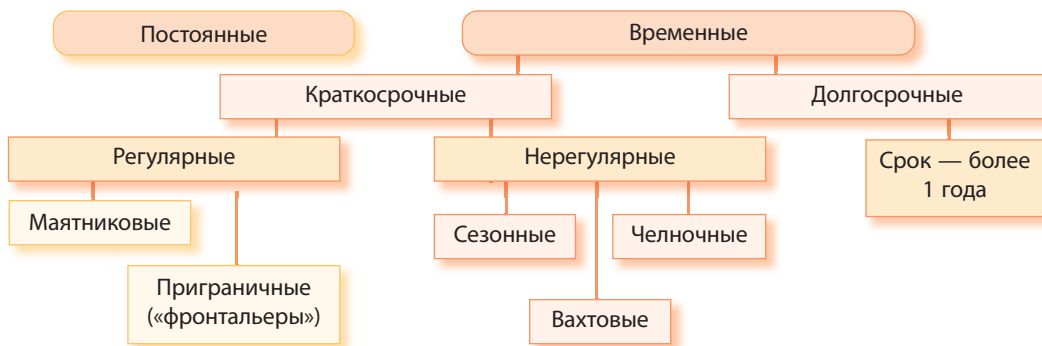 Постоянные
Временные
Краткосрочные
Долгосрочные
Регулярные
Нерегулярные
Срок — более
1 года
Маятниковые
Сезонные
Челночные
Приграничные
(«фронтальеры»)
Вахтовые